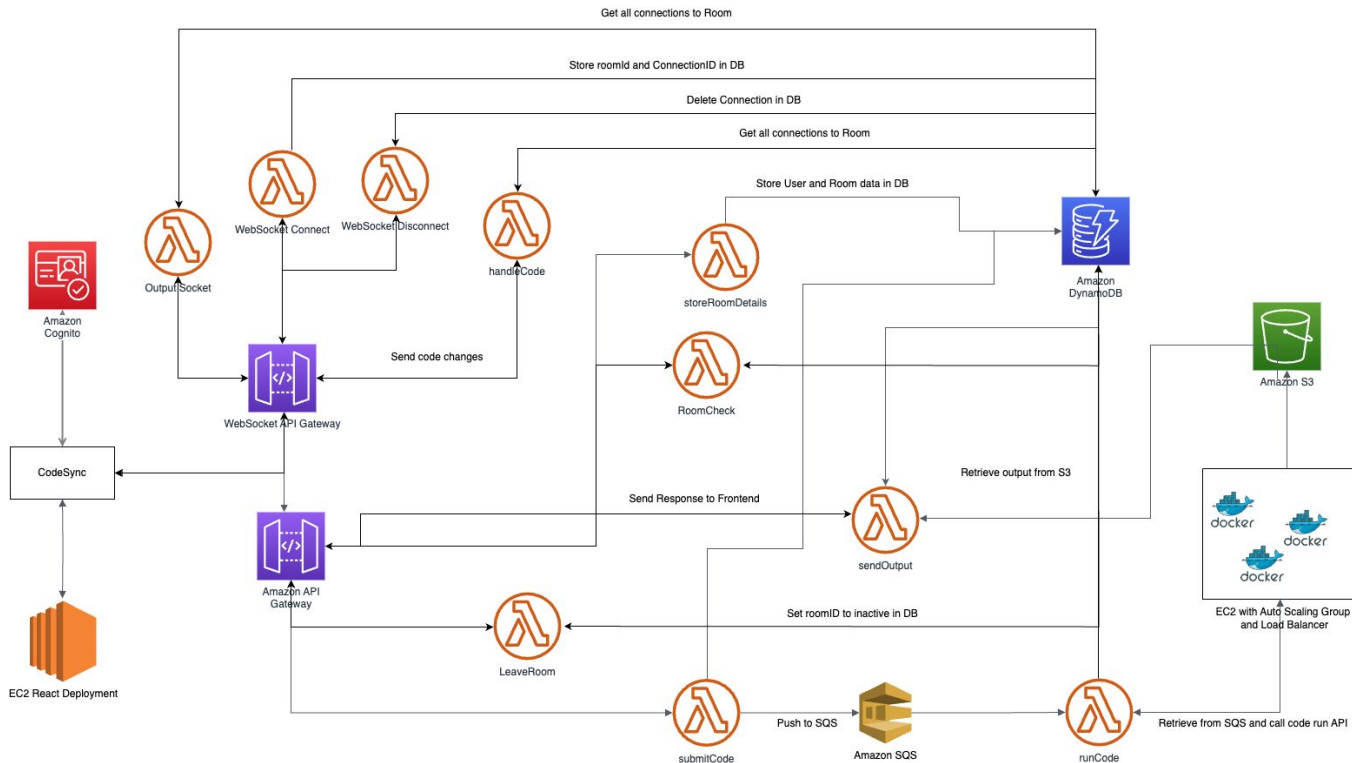 Get all connections to Room
Store roomId and ConnectionID in DB
Delete Connection in DB
Get all connections to Room
Store User and Room data in DB
WebSocket Connect
WebSocket Disconnect
handleCode
Output Socket
storeRoomDetails
Amazon
DynamoDB
Amazon
Cognito
Send code changes
WebSocket API Gateway
RoomCheck
Amazon S3
CodeSync
Retrieve output from S3
Send Response to Frontend
docker
docker
docker
sendOutput
Amazon API
Gateway
EC2 with Auto Scaling Group
and Load Balancer
Set roomID to inactive in DB
LeaveRoom
EC2 React Deployment
Push to SQS
Retrieve from SQS and call code run API
submitCode
Amazon SQS
runCode